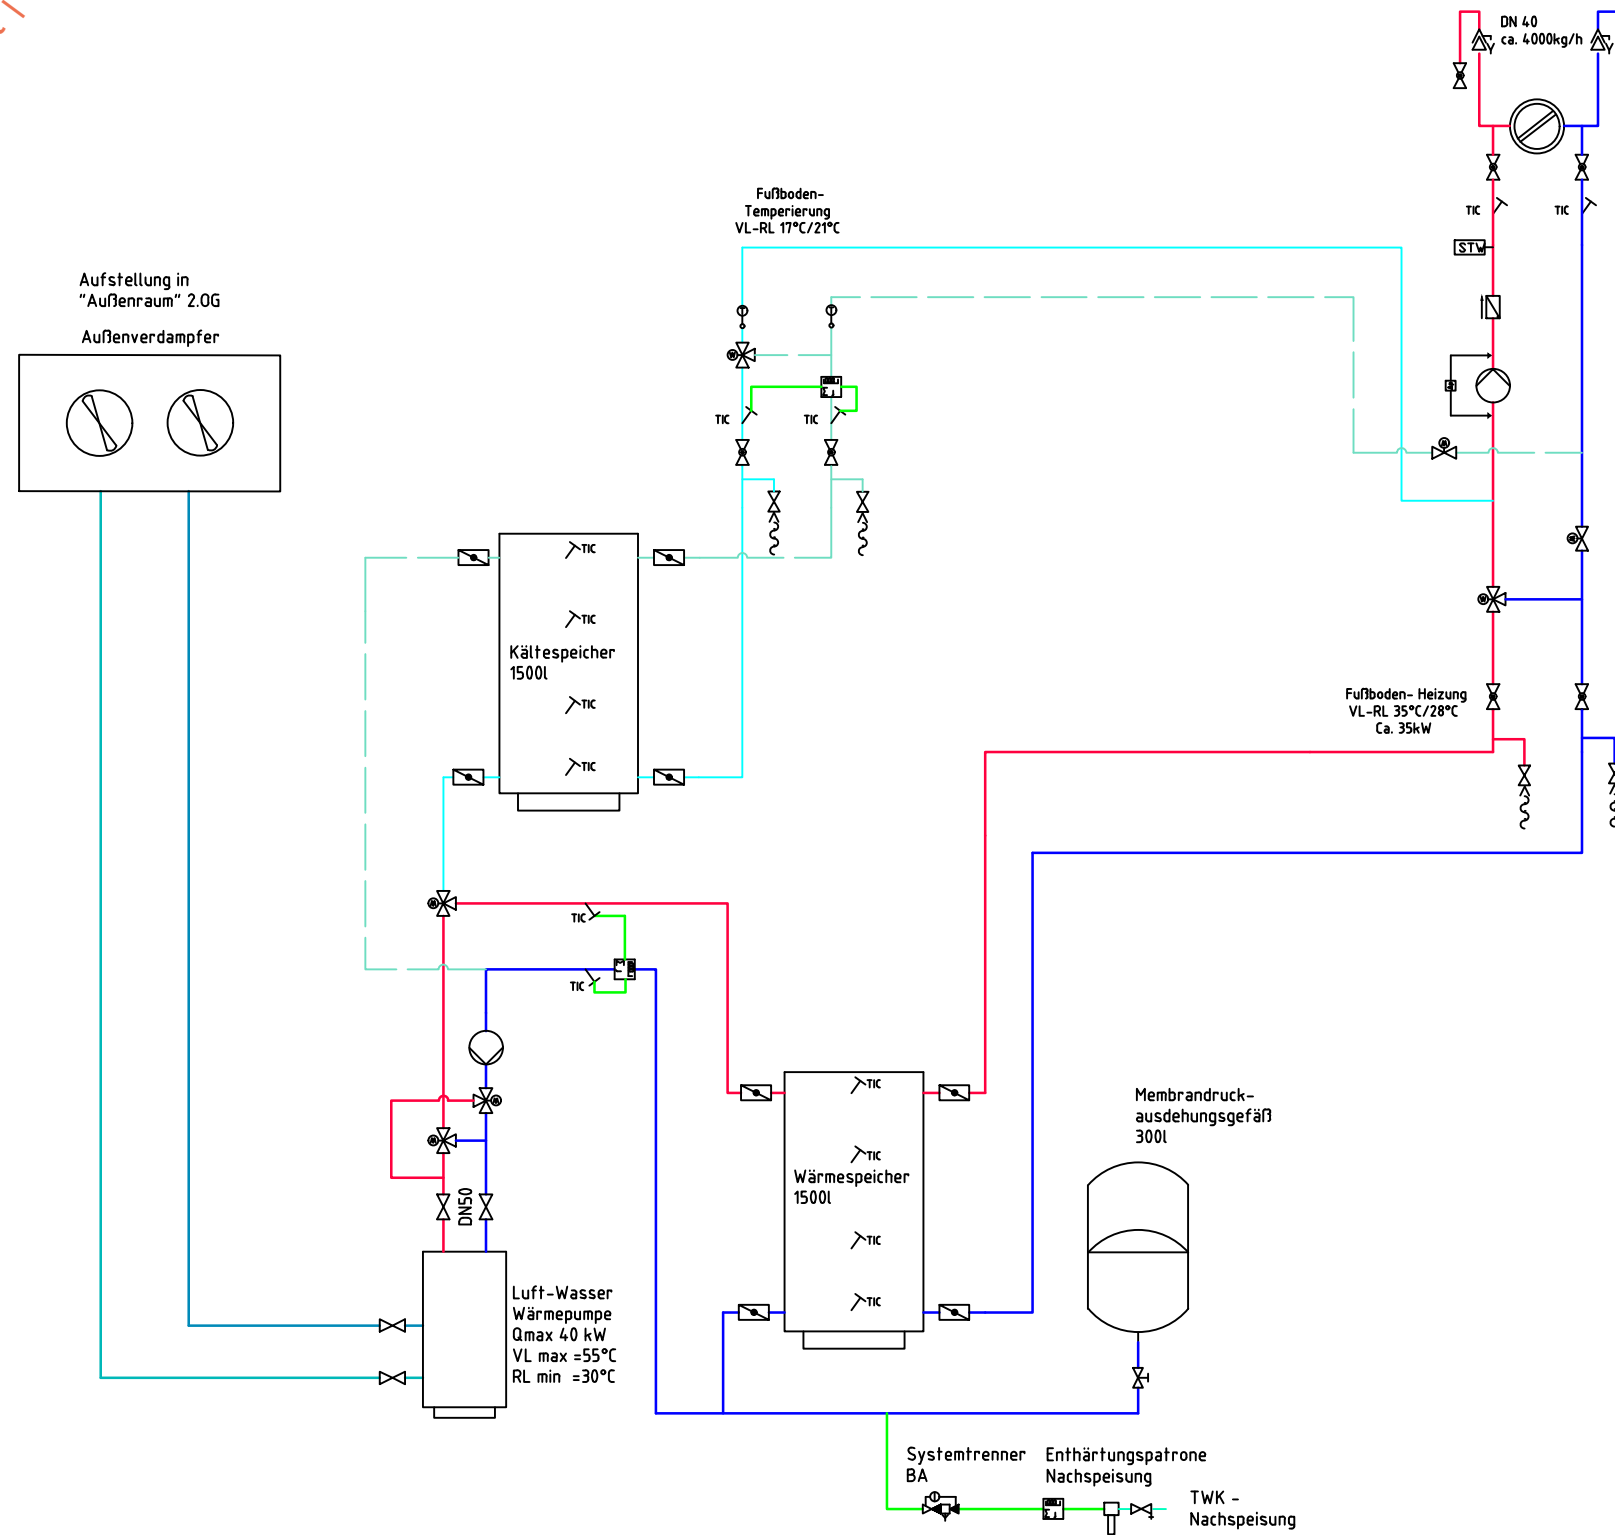 DN 40
ca. 4000kg/h
TIC
TIC
STW
Fußboden-
Temperierung
VL-RL 17°C/21°C
Aufstellung in
"Außenraum" 2.OG
Außenverdampfer
TIC
TIC
TIC
TIC
Kältespeicher
1500l
TIC
TIC
Fußboden- Heizung
VL-RL 35°C/28°C
Ca. 35kW
TIC
TIC
TIC
TIC
Wärmespeicher
1500l
TIC
TIC
Membrandruck-
ausdehungsgefäß
300l
DN50
Luft-Wasser
Wärmepumpe
Qmax 40 kW
VL max =55°C
RL min =30°C
Systemtrenner
BA
Enthärtungspatrone
Nachspeisung
TWK -
Nachspeisung